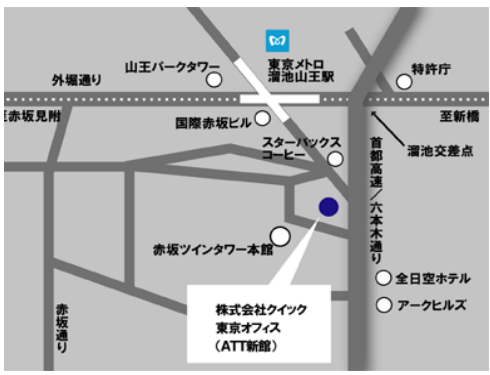 東京メトロ
溜池山王駅
山王パークタワー
特許庁
外堀通り
至赤坂見附
至新橋
国際赤坂ビル
スターバックス
コーヒー
溜池交差点
首都高速／六本木通り
赤坂ツインタワー本館
全日空ホテル
アークヒルズ
赤坂通り
株式会社クイック
東京オフィス
（ATT新館）